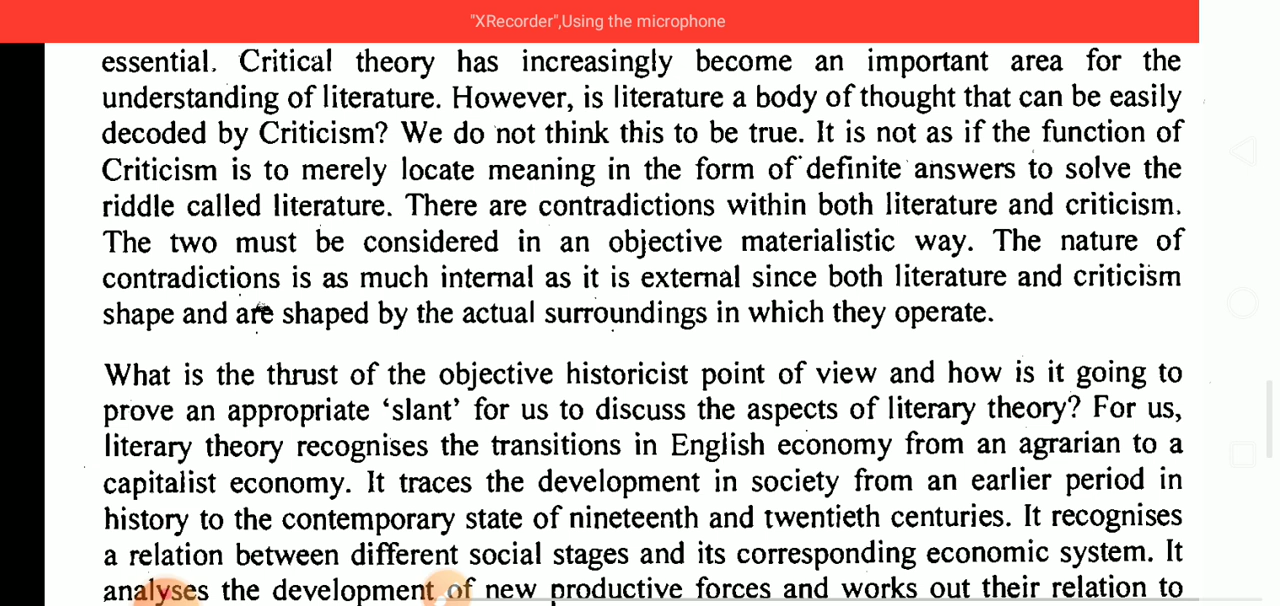 "XRecorder",Using the microphone
essential. Critical theory has increasingly become an important area for the
understanding of literature. However, is literature a body of thought that can be easily
decoded by Criticism? We do not think this to be true. It is not as if the function of
Criticism is to merely locate meaning in the form of definite answers to solve the
riddle called literature. There are contradictions within both literature and criticism.
The two must be considered in an objective materialistic way. The nature of
contradictions is as much internal as it is external since both literature and criticism
shape and are shaped by the actual surroundings in which they operate.
What is the thrust of the objective historicist point of view and how is it going to
prove an appropriate ‘slant’ for us to discuss the aspects of literary theory? For us,
literary theory recognises the transitions in English economy from an agrarian to a
capitalist economy. It traces the development in society from an earlier period in
history to the contemporary state of nineteenth and twentieth centuries. It recognises
a relation between different social stages and its corresponding economic system. It
analyses the development of new productive forces and works out their relation to